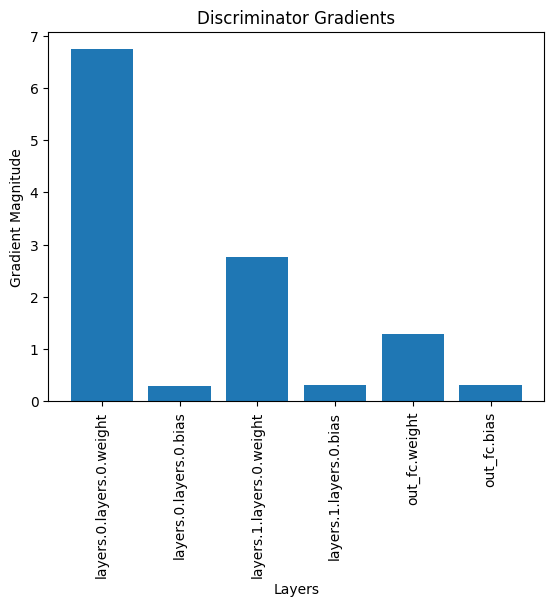 Discriminator Gradients
Gradient Magnitude
7
6
5
4
3
2
1
0
layers.0.layers.0.weight
layers.0.layers.0.bias
layers.1.layers.0.weight
layers.1.layers.0.bias
out_fc.weight
out_fc.bias
Layers